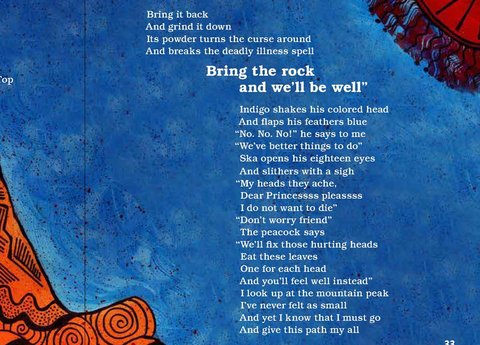 Bring it back
And grind it down
Its powder turns the curse around
And breaks the deadly illness spell
Top
Bring the rock
and we'll be well”
Indigo shakes his colored head
And flaps his feathers blue
“No. No. No!” he says to me
“We've better things to do”
Ska opens his eighteen eyes
And slithers with a sigh
“My heads they ache,
Dear Princessss pleassss
I do not want to die”
“Don't worry friend”
The peacock says
“We'll fix those hurting heads
Eat these leaves
One for each head
And you'll feel well instead”
I look up at the mountain peak
I've never felt as small
And yet I know that I must go
And give this path my all
33